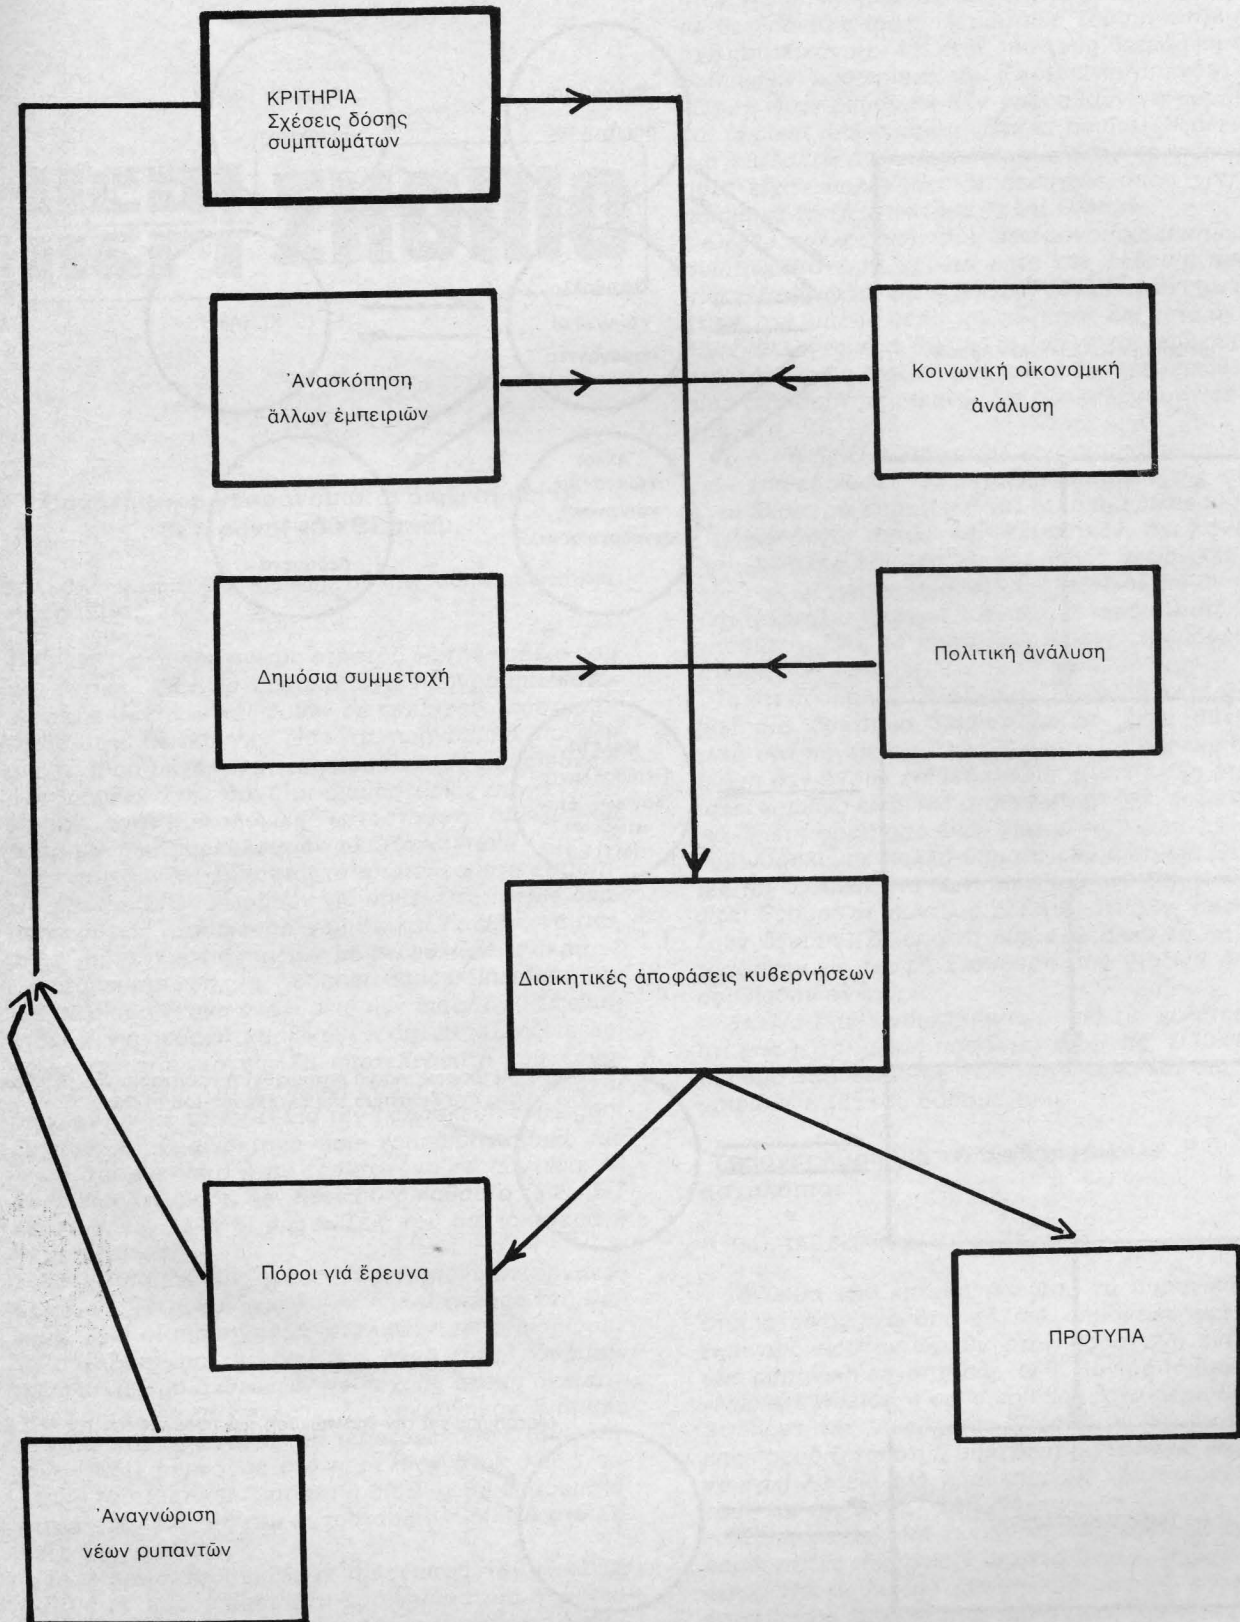 ΚΡΙΤΗΡΙΑ
Σχέσεις δόσης
συμπτωμάτων
Ἀνασκόπηση
ἄλλων ἐμπειριῶν
Κοινωνική οἰκονομική
ἀνάλυση
Δημόσια συμμετοχή
Πολιτική ἀνάλυση
Διοικητικές ἀποφάσεις κυβερνήσεων
Πόροι γιά ἔρευνα
ΠΡΟΤΥΠΑ
Ἀναγνώριση
νέων ρυπαντῶν